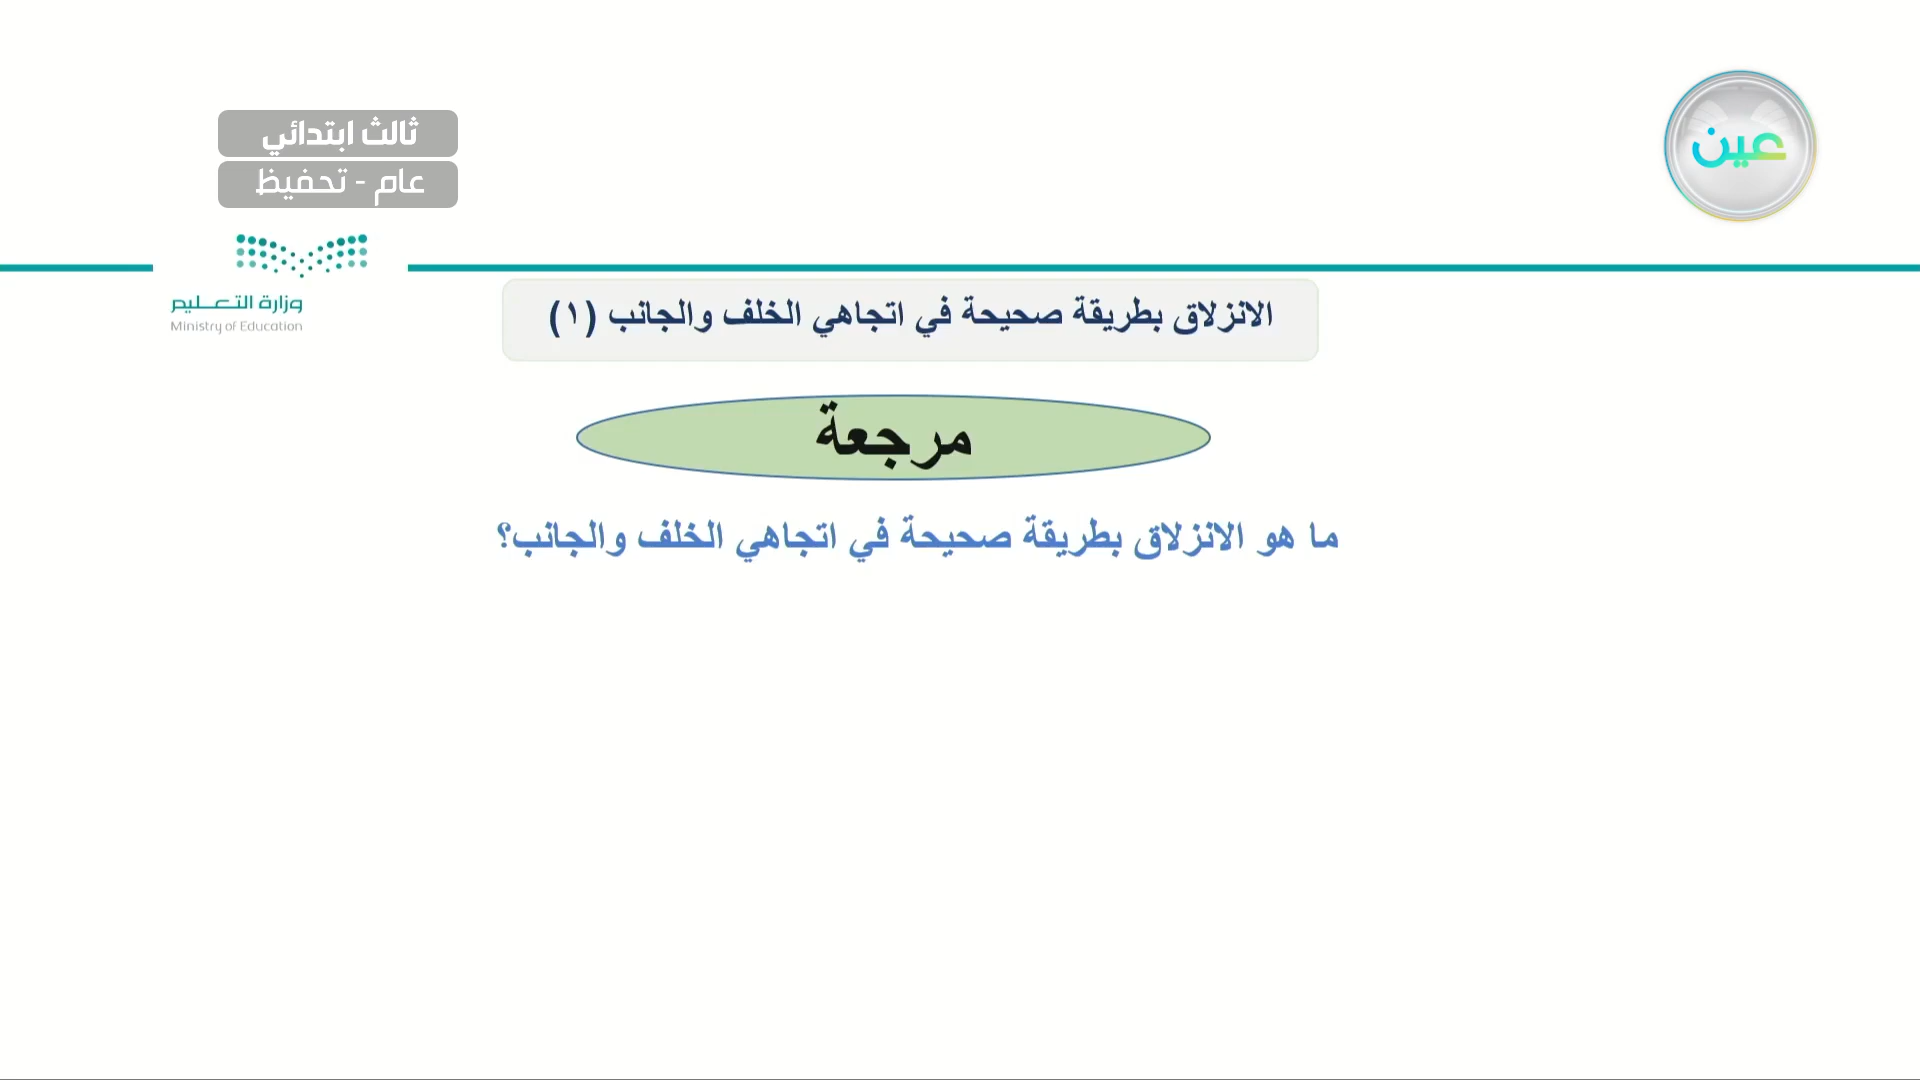 عين
ثالث ابتدائي
عام - تحفيظ
وزارة التعليم
Ministry of Education
الانزلاق بطريقة صحيحة في اتجاهي الخلف والجانب (١)
مرجعة
ما هو الانزلاق بطريقة صحيحة في اتجاهي الخلف والجانب؟